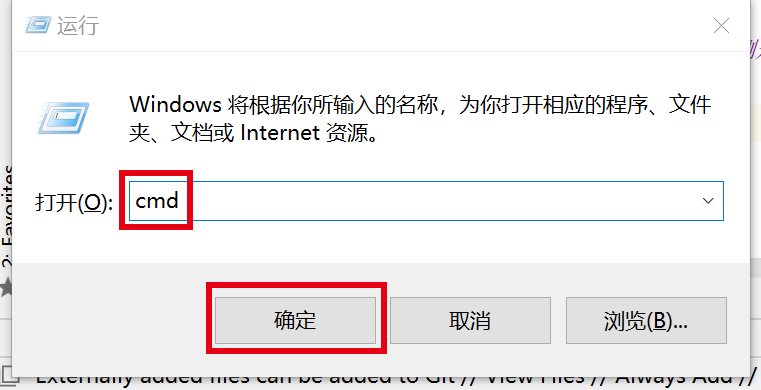 运行
Windows 将根据你所输入的名称，为你打开相应的程序、文件
夹、文档或 Internet 资源。
打开(O): cmd
确定 取消 浏览(B)...
2: Favorites
Externally added files can be added to Git // View Files // Always Add //